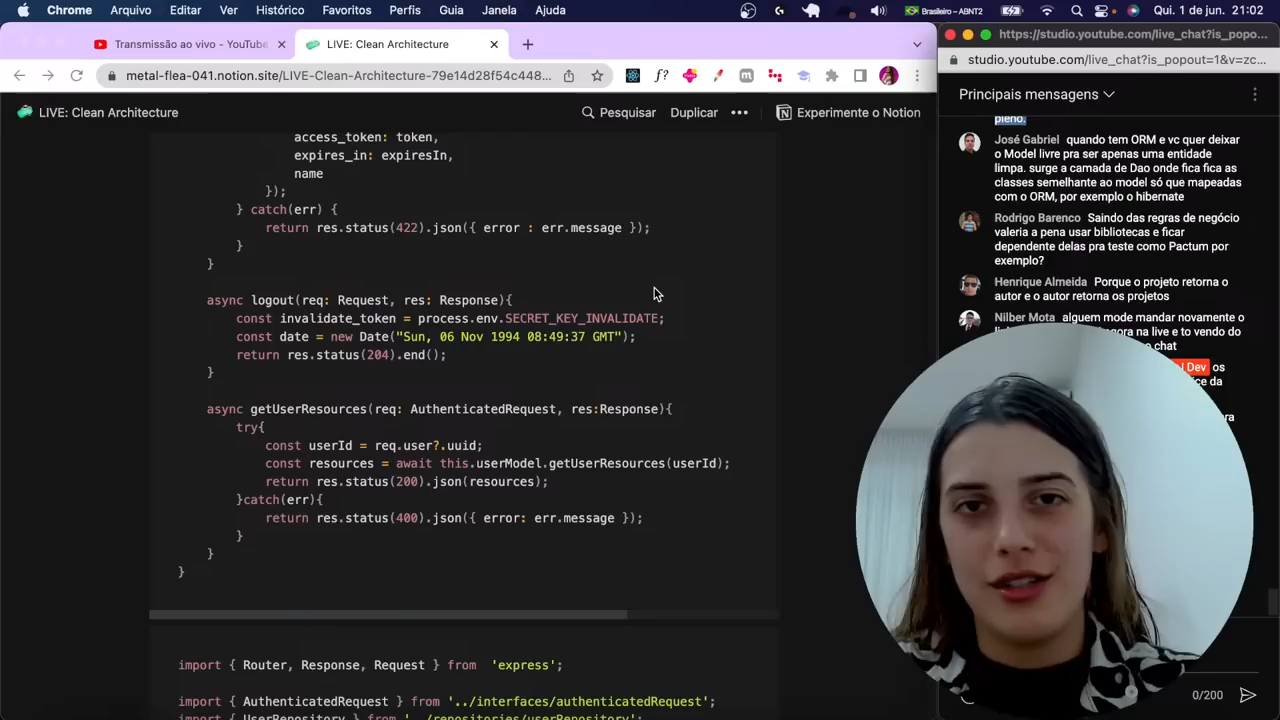 Chrome Arquivo Editar Ver Histórico Favoritos Perfis Guia Janela Ajuda
Brasileiro – ABNT2 Qui. 1 de jun. 21:02
Transmissão ao vivo - YouTube
LIVE: Clean Architecture
metal-flea-041.notion.site/LIVE-Clean-Architecture-79e14d28f54c448...
LIVE: Clean Architecture
Pesquisar Duplicar ••• Experimente o Notion
access_token: token,
expires_in: expiresIn,
name
});
} catch(err) {
return res.status(422).json({ error : err.message });
}
}
async logout(req: Request, res: Response){
const invalidate_token = process.env.SECRET_KEY_INVALIDATE;
const date = new Date("Sun, 06 Nov 1994 08:49:37 GMT");
return res.status(204).end();
}
async getUserResources(req: AuthenticatedRequest, res:Response){
try{
const userId = req.user?.uuid;
const resources = await this.userModel.getUserResources(userId);
return res.status(200).json(resources);
}catch(err){
return res.status(400).json({ error: err.message });
}
}
}
import { Router, Response, Request } from 'express';
import { AuthenticatedRequest } from '../interfaces/authenticatedRequest';
import { UserRepository } from '../repositories/userRepository';
https://studio.youtube.com/live_chat?is_popo...
studio.youtube.com/live_chat?is_popout=1&v=zc...
Principais mensagens
pleno.
José Gabriel quando tem ORM e vc quer deixar
o Model livre pra ser apenas uma entidade
limpa. surge a camada de Dao onde fica fica as
classes semelhante ao model só que mapeadas
com o ORM, por exemplo o hibernate
Rodrigo Barenco Saindo das regras de negócio
valeria a pena usar bibliotecas e ficar
dependente delas pra teste como Pactum por
exemplo?
Henrique Almeida Porque o projeto retorna o
autor e o autor retorna os projetos
Nilber Mota alguem mode mandar novamente o
agora na live e to vendo do
chat
Dev os
da
0/200